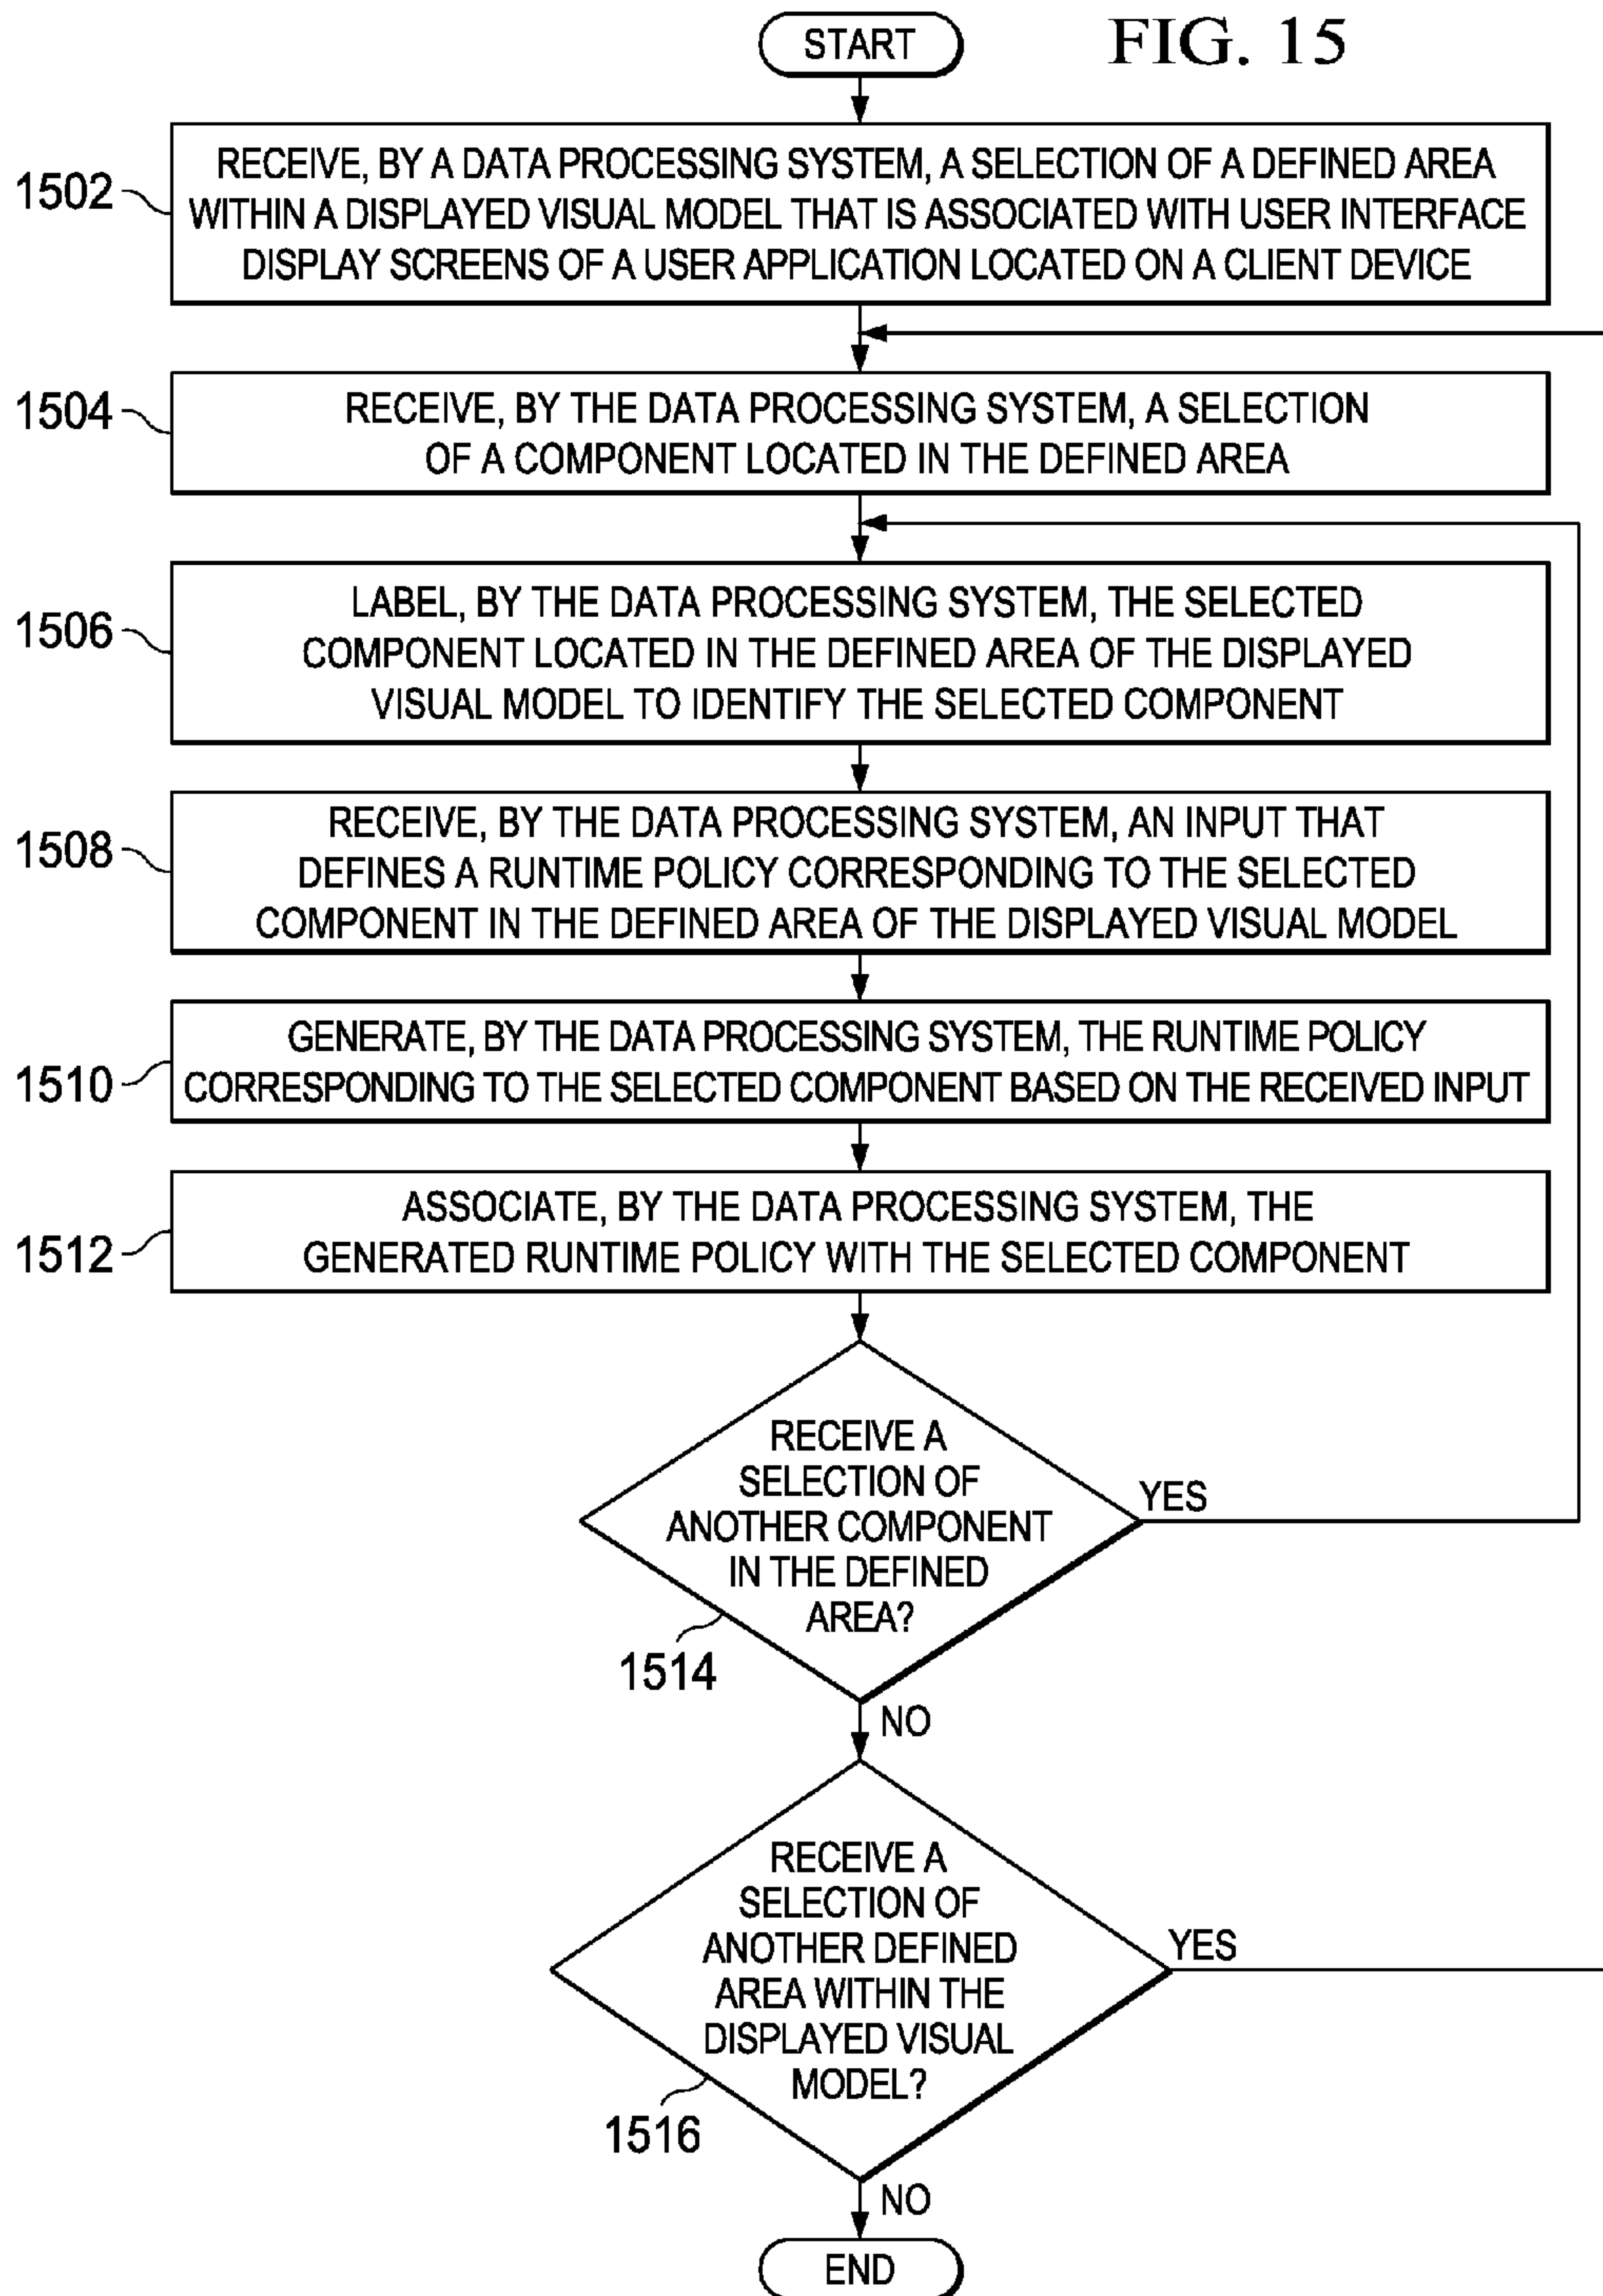 START
FIG. 15
1502
RECEIVE, BY A DATA PROCESSING SYSTEM, A SELECTION OF A DEFINED AREA
WITHIN A DISPLAYED VISUAL MODEL THAT IS ASSOCIATED WITH USER INTERFACE
DISPLAY SCREENS OF A USER APPLICATION LOCATED ON A CLIENT DEVICE
1504
RECEIVE, BY THE DATA PROCESSING SYSTEM, A SELECTION
OF A COMPONENT LOCATED IN THE DEFINED AREA
1506
LABEL, BY THE DATA PROCESSING SYSTEM, THE SELECTED
COMPONENT LOCATED IN THE DEFINED AREA OF THE DISPLAYED
VISUAL MODEL TO IDENTIFY THE SELECTED COMPONENT
1508
RECEIVE, BY THE DATA PROCESSING SYSTEM, AN INPUT THAT
DEFINES A RUNTIME POLICY CORRESPONDING TO THE SELECTED
COMPONENT IN THE DEFINED AREA OF THE DISPLAYED VISUAL MODEL
1510
GENERATE, BY THE DATA PROCESSING SYSTEM, THE RUNTIME POLICY
CORRESPONDING TO THE SELECTED COMPONENT BASED ON THE RECEIVED INPUT
1512
ASSOCIATE, BY THE DATA PROCESSING SYSTEM, THE
GENERATED RUNTIME POLICY WITH THE SELECTED COMPONENT
RECEIVE A
SELECTION OF
ANOTHER COMPONENT
IN THE DEFINED
AREA?
YES
1514
NO
RECEIVE A
SELECTION OF
ANOTHER DEFINED
AREA WITHIN THE
DISPLAYED VISUAL
MODEL?
YES
1516
NO
END